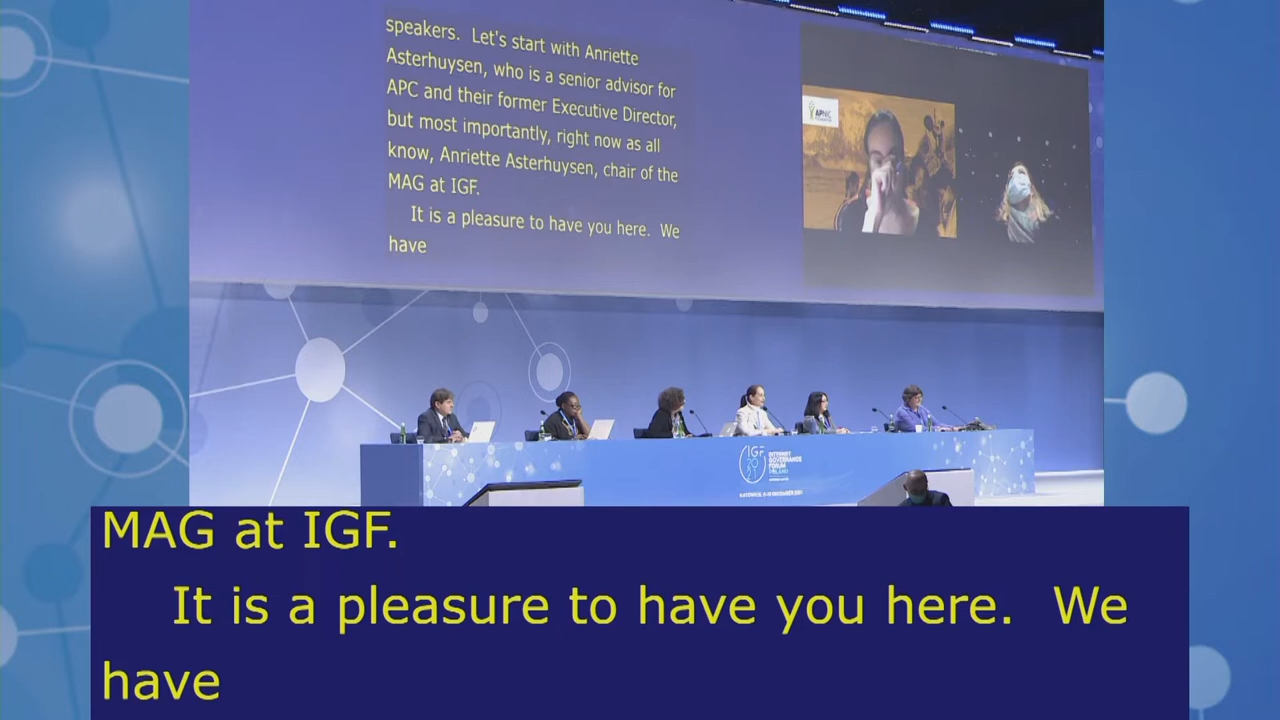 speakers.  Let's start with Anriette
Asterhuysen, who is a senior advisor for
APC and their former Executive Director,
but most importantly, right now as all
know, Anriette Asterhuysen, chair of the
MAG at IGF.
It is a pleasure to have you here.  We
have
APNIC
IGF
20
21
INTERNET
GOVERNANCE
FORUM
POLAND
MAG at IGF.
It is a pleasure to have you here.  We
have